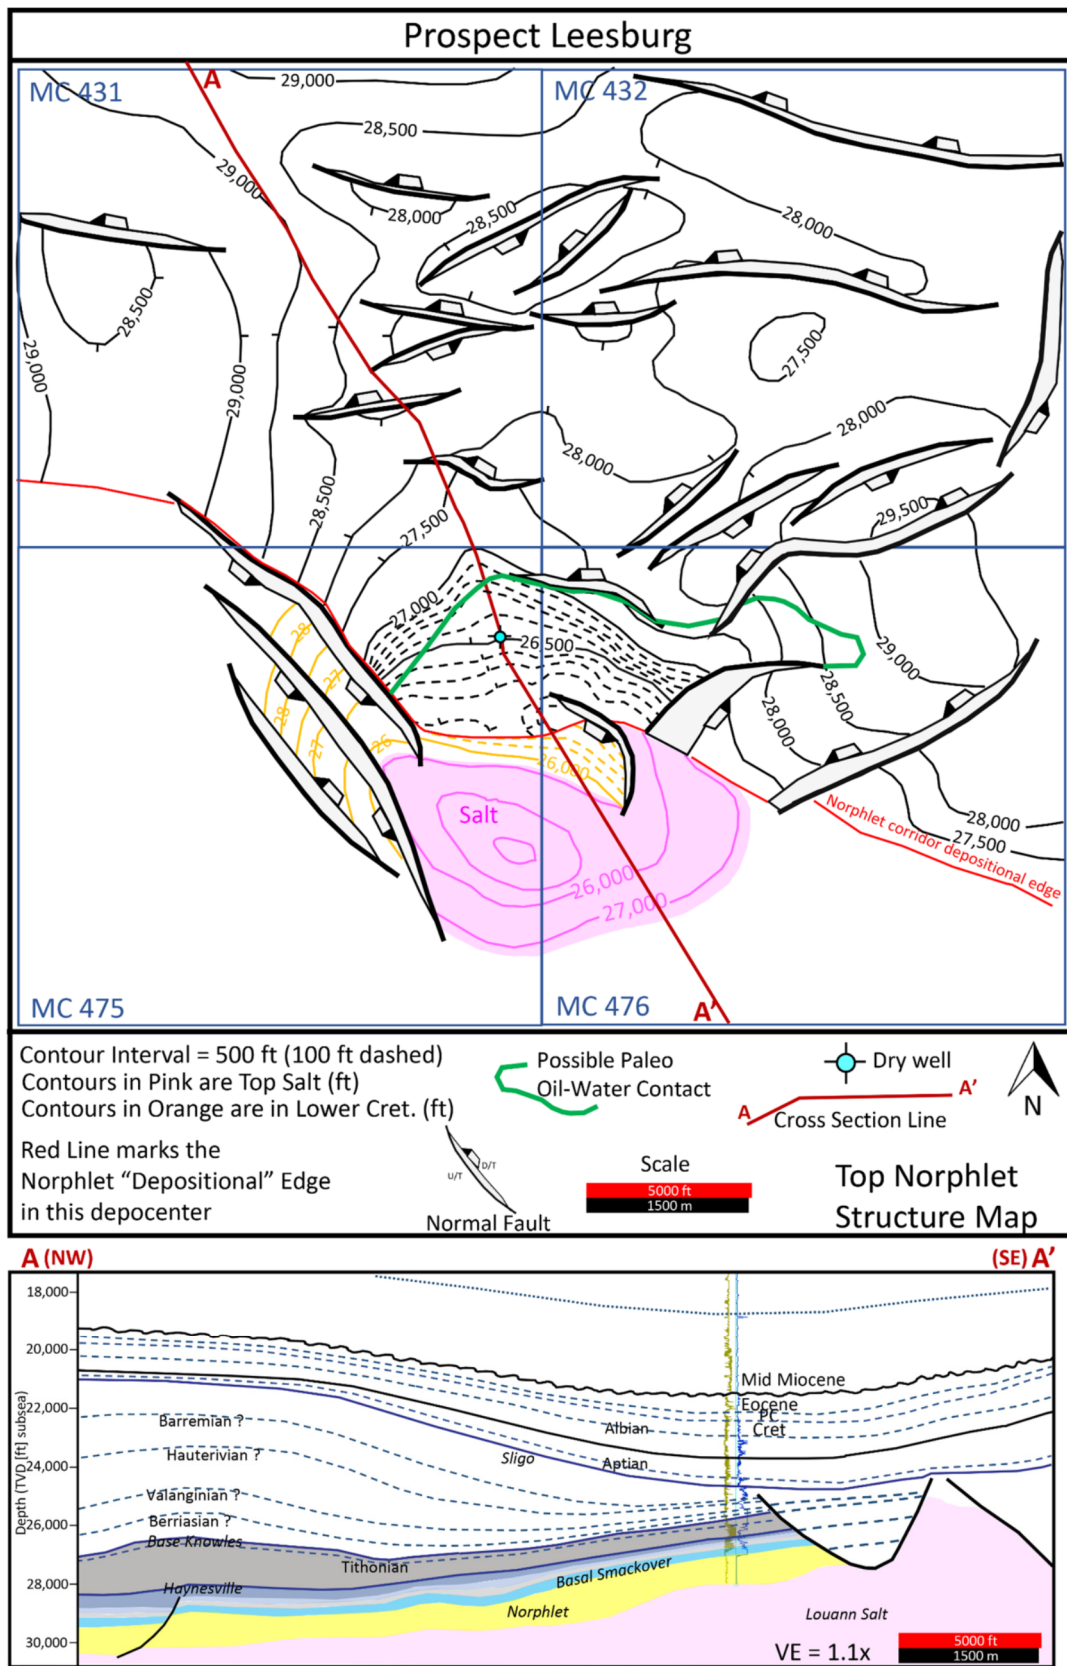 Prospect Leesburg
MC 431
A
29,000
MC 432
28,500
29,000
28,000
28,500
28,000
28,500
29,000
29,000
27,500
28,000
28,000
28,500
27,500
29,500
27,000
26,500
29,000
28
27
28
27
26
26,000
28,500
28,000
Salt
26,000
27,000
28,000
27,500
Norphlet corridor depositional edge
MC 475
MC 476
A'
Contour Interval = 500 ft (100 ft dashed)
Contours in Pink are Top Salt (ft)
Contours in Orange are in Lower Cret. (ft)
Red Line marks the
Norphlet “Depositional” Edge
in this depocenter
Possible Paleo
Oil-Water Contact
Dry well
A
A'
Cross Section Line
N
U/T
D/T
Normal Fault
Scale
5000 ft
1500 m
Top Norphlet
Structure Map
A (NW)
(SE) A'
Depth (TVD [ft] subsea)
18,000
20,000
22,000
24,000
26,000
28,000
30,000
Mid Miocene
Eocene
PC
Cret
Albian
Aptian
Sligo
Barremian ?
Hauterivian ?
Valanginian ?
Berriasian ?
Base Knowles
Tithonian
Haynesville
Basal Smackover
Norphlet
Louann Salt
VE = 1.1x
5000 ft
1500 m